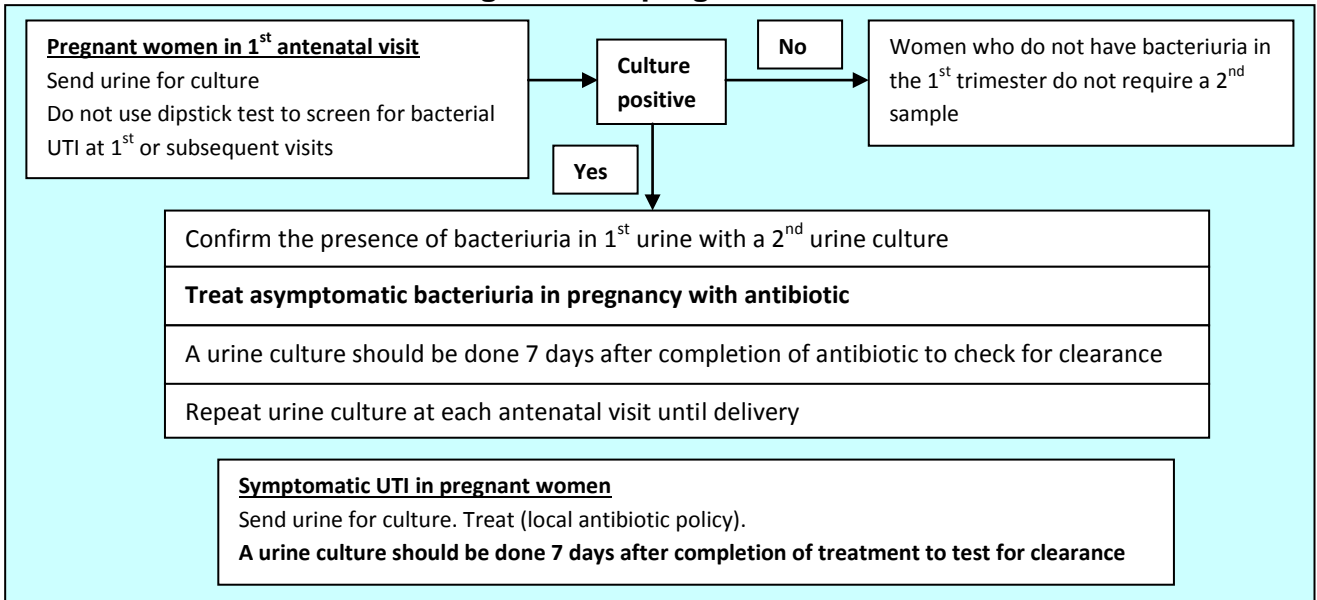 Pregnant women in 1st antenatal visit
Send urine for culture
Do not use dipstick test to screen for bacterial
UTI at 1st or subsequent visits
Culture
positive
No
Women who do not have bacteriuria in
the 1st trimester do not require a 2nd
sample
Yes
Confirm the presence of bacteriuria in 1st urine with a 2nd urine culture
Treat asymptomatic bacteriuria in pregnancy with antibiotic
A urine culture should be done 7 days after completion of antibiotic to check for clearance
Repeat urine culture at each antenatal visit until delivery
Symptomatic UTI in pregnant women
Send urine for culture. Treat (local antibiotic policy).
A urine culture should be done 7 days after completion of treatment to test for clearance